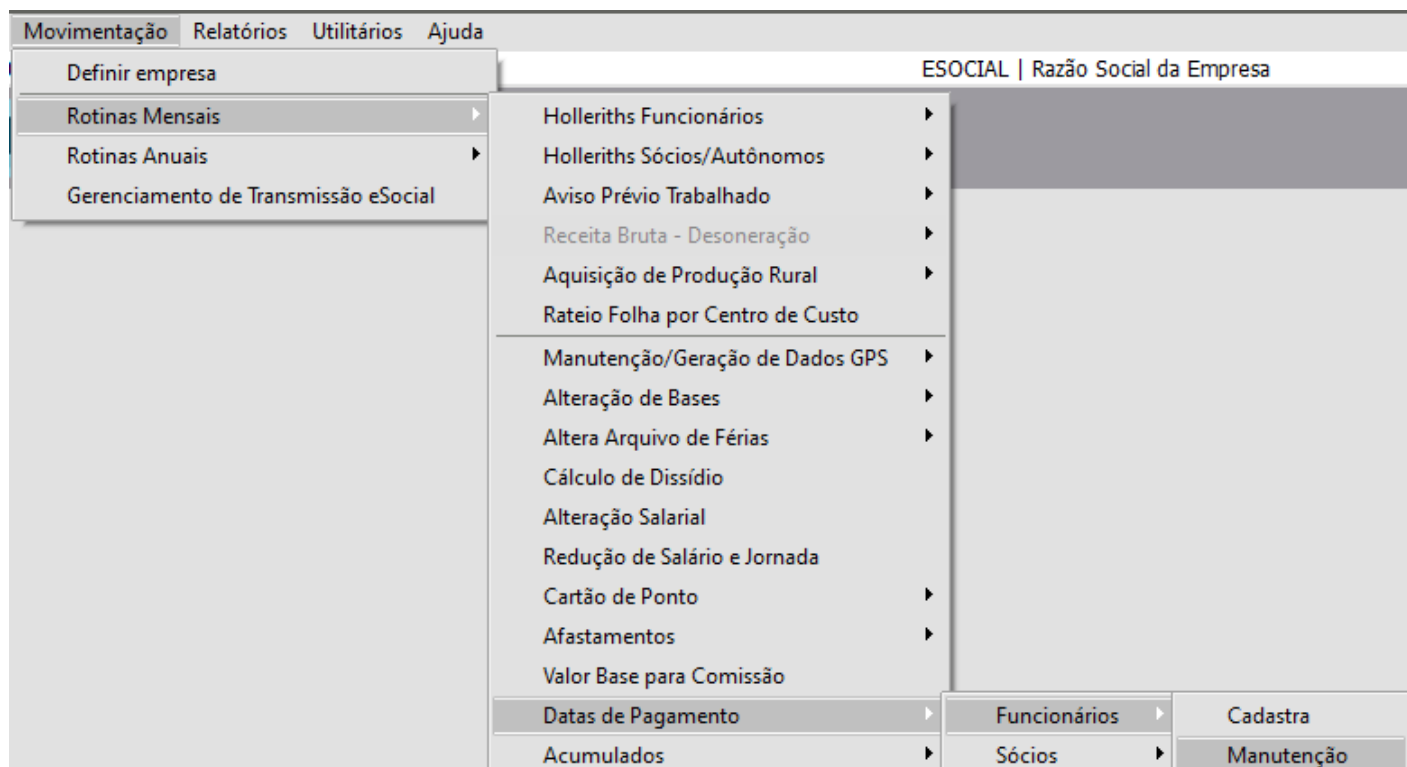 Movimentação Relatórios Utilitários Ajuda
Definir empresa
ESOCIAL | Razão Social da Empresa
Rotinas Mensais
Rotinas Anuais
Gerenciamento de Transmissão eSocial
Holleriths Funcionários
Holleriths Sócios/Autônomos
Aviso Prévio Trabalhado
Receita Bruta - Desoneração
Aquisição de Produção Rural
Rateio Folha por Centro de Custo
Manutenção/Geração de Dados GPS
Alteração de Bases
Altera Arquivo de Férias
Cálculo de Dissídio
Alteração Salarial
Redução de Salário e Jornada
Cartão de Ponto
Afastamentos
Valor Base para Comissão
Datas de Pagamento
Acumulados
Funcionários
Sócios
Cadastra
Manutenção